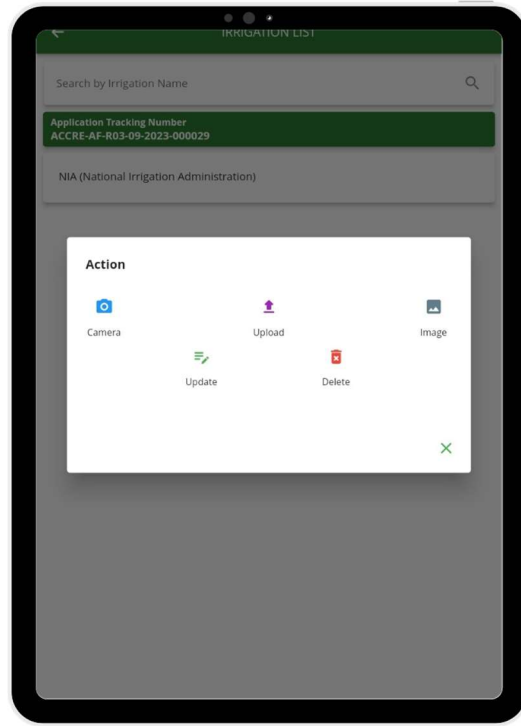 IRRIGATION LIST
Search by Irrigation Name
Application Tracking Number
ACCRE-AF-R03-09-2023-000029
NIA (National Irrigation Administration)
Action
Camera Upload Image
Update Delete